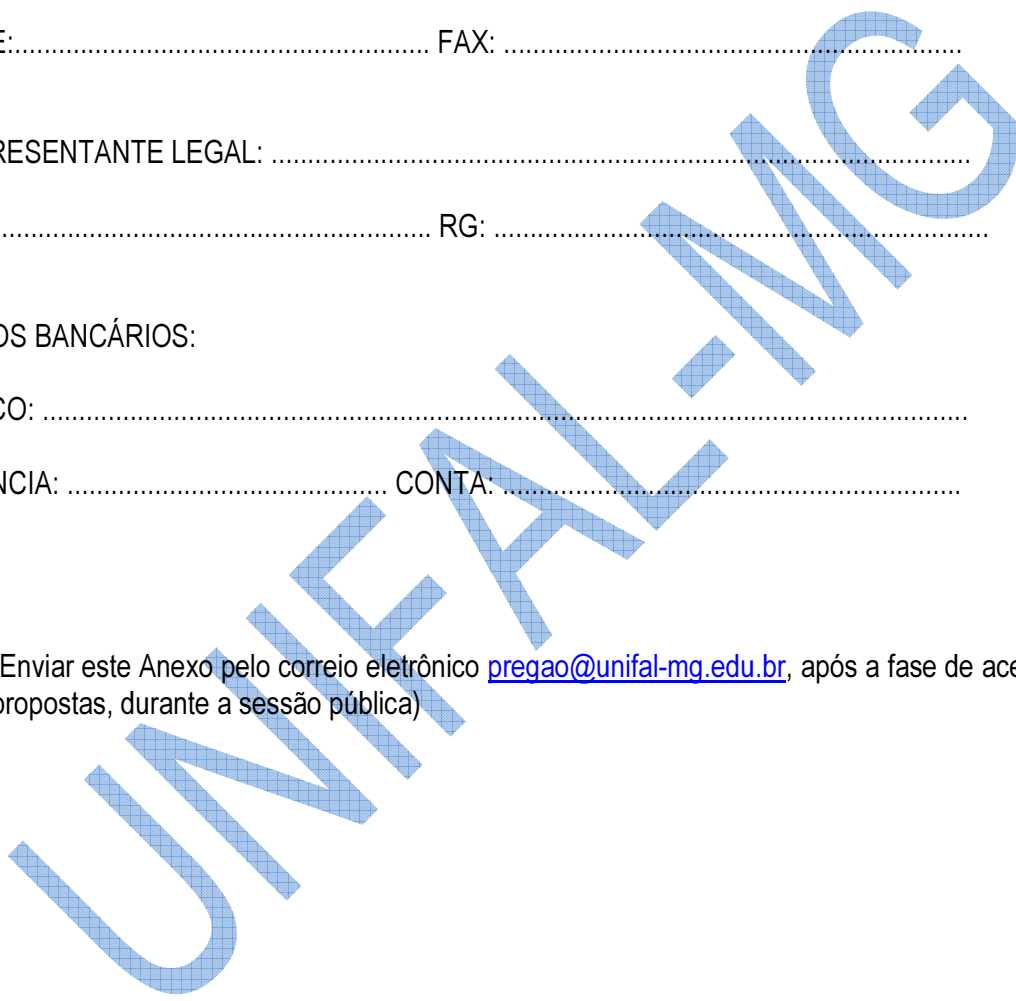 E:......................................................... FAX: ...............................................................
RESENTANTE LEGAL: ................................................................................................
........................................................... RG: ....................................................................
OS BANCÁRIOS:
CO: ...............................................................................................................................
NCIA: ............................................ CONTA: ...............................................................
Enviar este Anexo pelo correio eletrônico pregao@unifal-mg.edu.br, após a fase de ace
propostas, durante a sessão pública)
UNIFAL-MG